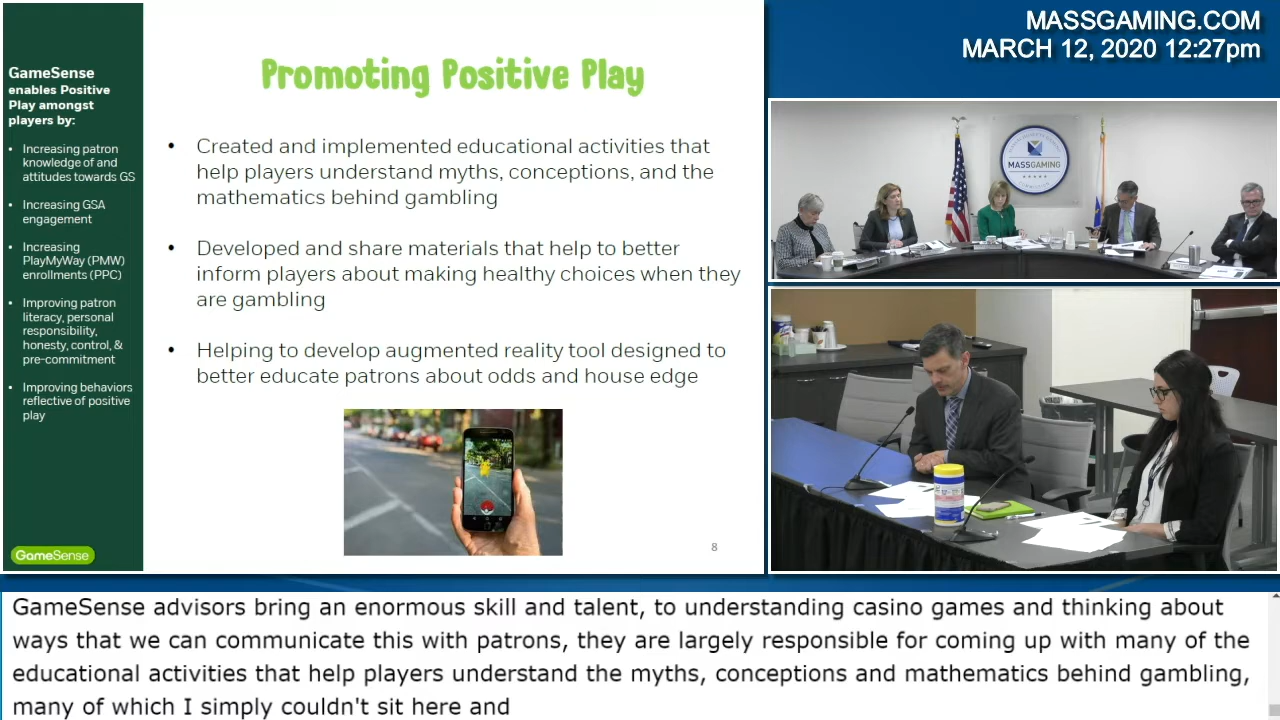 MASSGAMING.COM
MARCH 12, 2020 12:27pm
GameSense
enables Positive
Play amongst
players by:
• Increasing patron
knowledge of and
attitudes towards GS
• Increasing GSA
engagement
• Increasing
PlayMyWay (PMW)
enrollments (PPC)
• Improving patron
literacy, personal
responsibility,
honesty, control, &
pre-commitment
• Improving behaviors
reflective of positive
play
GameSense
Promoting Positive Play
• Created and implemented educational activities that
help players understand myths, conceptions, and the
mathematics behind gambling
• Developed and share materials that help to better
inform players about making healthy choices when they
are gambling
• Helping to develop augmented reality tool designed to
better educate patrons about odds and house edge
8
MASSGAMING
GameSense advisors bring an enormous skill and talent, to understanding casino games and thinking about
ways that we can communicate this with patrons, they are largely responsible for coming up with many of the
educational activities that help players understand the myths, conceptions and mathematics behind gambling,
many of which I simply couldn't sit here and